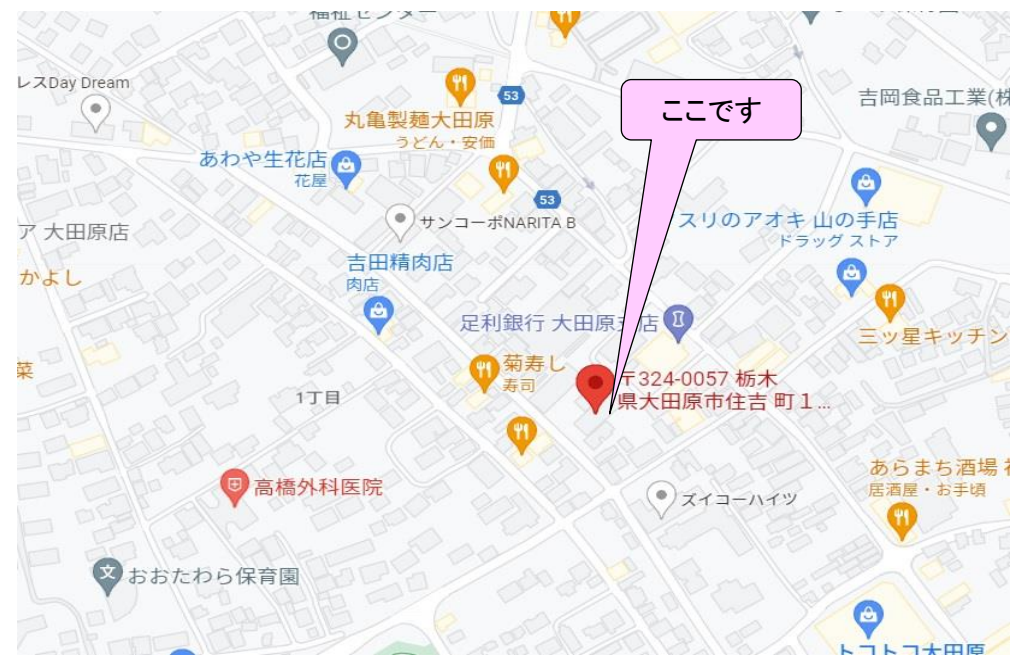 福祉センター
レスDay Dream
53
丸亀製麺大田原
うどん・安価
ここです
吉岡食品工業(株
あわや生花店
花屋
53
サンコーポNARITA B
スリのアオキ 山の手店
ドラッグ ストア
ア 大田原店
かよし
吉田精肉店
肉店
足利銀行 大田原支店
三ツ星キッチン
菊寿し
寿司
〒324-0057 栃木
県大田原市住吉 町１...
菜
1丁目
高橋外科医院
あらまち酒場
居酒屋・お手頃
ズイコーハイツ
文
おおたわら保育園
トコトコ大田原